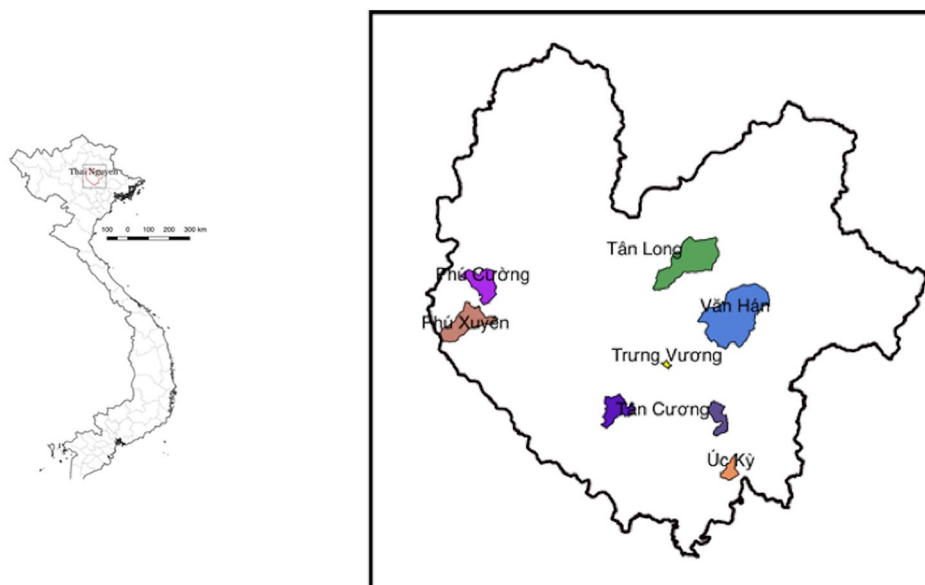 Thai Nguyen
100 0 100 200 300 km
Tân Long
Phú Cường
Văn Hán
Phú Xuyên
Trưng Vương
Tân Cương
Úc Kỳ